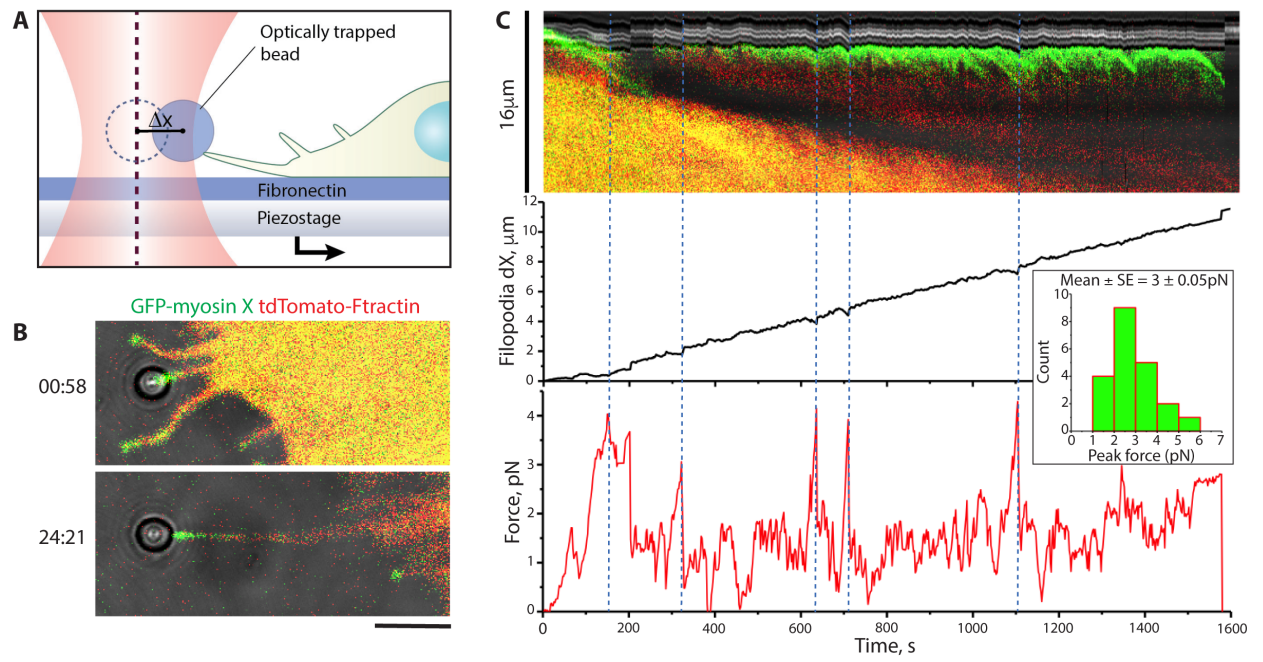 A
Optically trapped
bead
Δx
Fibronectin
Piezostage
GFP-myosin X tdTomato-Ftractin
B
00:58
24:21
C
16μm
Filopodia dX, μm
12
10
8
6
4
2
0
Mean ± SE = 3 ± 0.05pN
Count
10
8
6
4
2
0
0 1 2 3 4 5 6 7
Peak force (pN)
Force, pN
4
3
2
1
0
0 200 400 600 800 1000 1200 1400 1600
Time, s